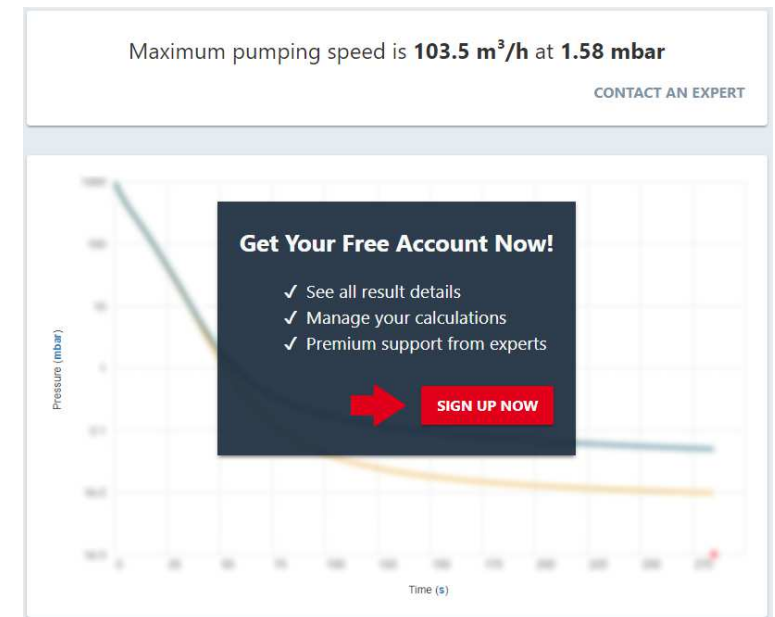 Maximum pumping speed is 103.5 m³/h at 1.58 mbar
CONTACT AN EXPERT
Get Your Free Account Now!
✓ See all result details
✓ Manage your calculations
✓ Premium support from experts
SIGN UP NOW
Pressure (mbar)
Time (s)